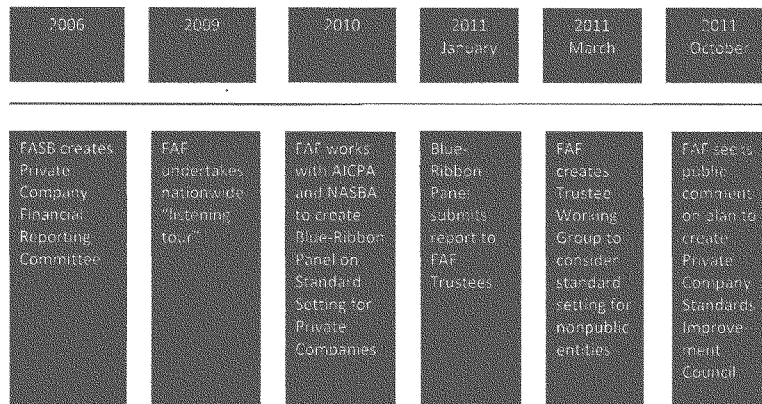 2006
2009
2010
2011
January
2011
March
2011
October
FASB creates
Private
Company
Financial
Reporting
Committee
FAF
undertakes
nationwide
"listening
tour"
FAF works
with AICPA
and NASBA
to create
Blue-Ribbon
Panel on
Standard
Setting for
Private
Companies
Blue-
Ribbon
Panel
submits
report to
FAF
Trustees
FAF
creates
Trustee
Working
Group to
consider
standard
setting for
nonpublic
entities
FAF seeks
public
comment
on plan to
create
Private
Company
Standards
Improve-
ment
Council